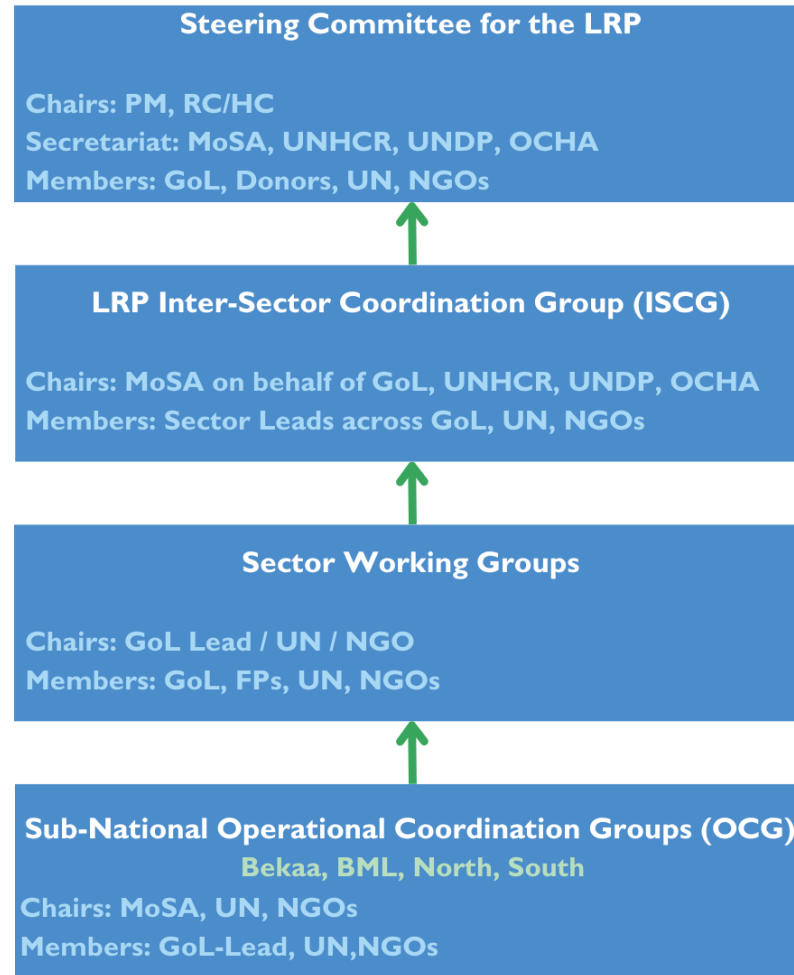 Steering Committee for the LRP
Chairs: PM, RC/HC
Secretariat: MoSA, UNHCR, UNDP, OCHA
Members: GoL, Donors, UN, NGOs
LRP Inter-Sector Coordination Group (ISCG)
Chairs: MoSA on behalf of GoL, UNHCR, UNDP, OCHA
Members: Sector Leads across GoL, UN, NGOs
Sector Working Groups
Chairs: GoL Lead / UN / NGO
Members: GoL, FPs, UN, NGOs
Sub-National Operational Coordination Groups (OCG)
Bekaa, BML, North, South
Chairs: MoSA, UN, NGOs
Members: GoL-Lead, UN,NGOs